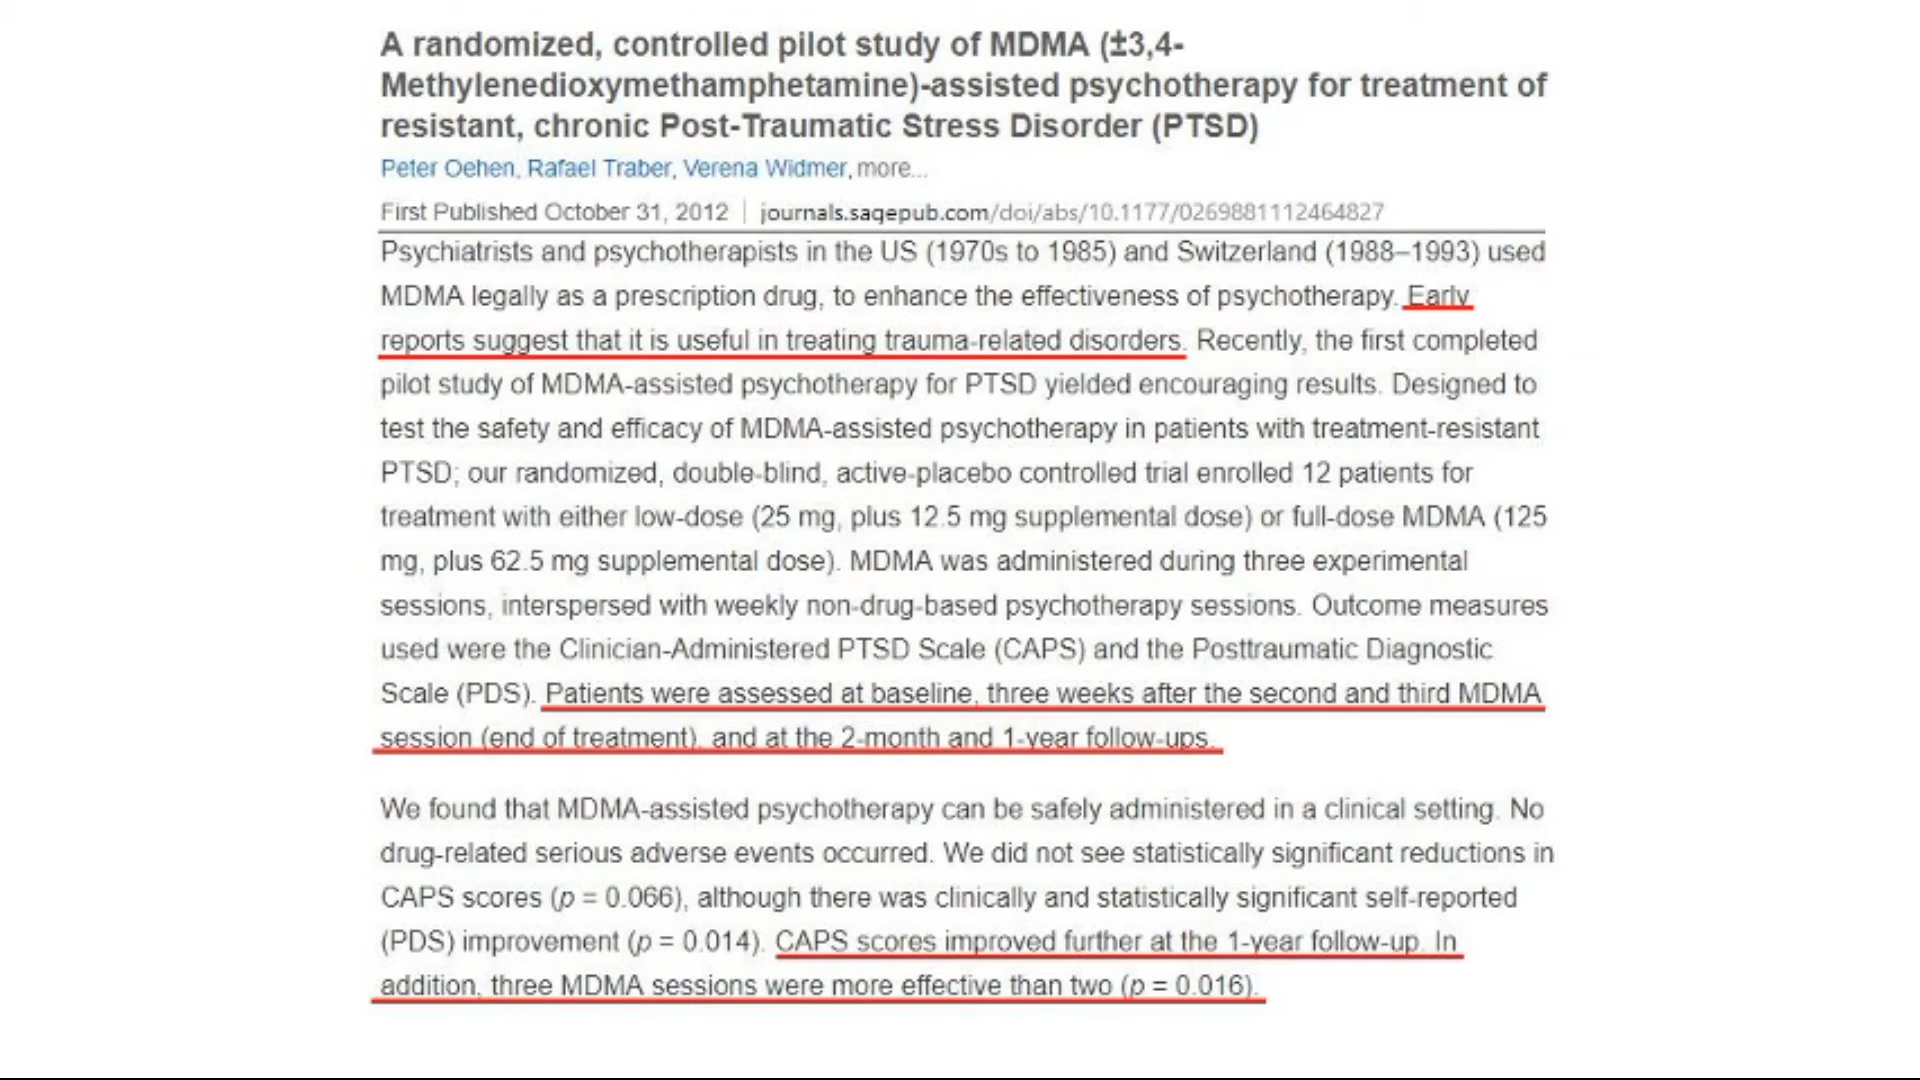 A randomized, controlled pilot study of MDMA (±3,4-
Methylenedioxymethamphetamine)-assisted psychotherapy for treatment of
resistant, chronic Post-Traumatic Stress Disorder (PTSD)
Peter Oehen, Rafael Traber, Verena Widmer, more...
First Published October 31, 2012 | journals.sagepub.com/doi/abs/10.1177/0269881112464827
Psychiatrists and psychotherapists in the US (1970s to 1985) and Switzerland (1988–1993) used
MDMA legally as a prescription drug, to enhance the effectiveness of psychotherapy. Early
reports suggest that it is useful in treating trauma-related disorders. Recently, the first completed
pilot study of MDMA-assisted psychotherapy for PTSD yielded encouraging results. Designed to
test the safety and efficacy of MDMA-assisted psychotherapy in patients with treatment-resistant
PTSD; our randomized, double-blind, active-placebo controlled trial enrolled 12 patients for
treatment with either low-dose (25 mg, plus 12.5 mg supplemental dose) or full-dose MDMA (125
mg, plus 62.5 mg supplemental dose). MDMA was administered during three experimental
sessions, interspersed with weekly non-drug-based psychotherapy sessions. Outcome measures
used were the Clinician-Administered PTSD Scale (CAPS) and the Posttraumatic Diagnostic
Scale (PDS). Patients were assessed at baseline, three weeks after the second and third MDMA
session (end of treatment), and at the 2-month and 1-year follow-ups.
We found that MDMA-assisted psychotherapy can be safely administered in a clinical setting. No
drug-related serious adverse events occurred. We did not see statistically significant reductions in
CAPS scores (p = 0.066), although there was clinically and statistically significant self-reported
(PDS) improvement (p = 0.014). CAPS scores improved further at the 1-year follow-up. In
addition, three MDMA sessions were more effective than two (p = 0.016).